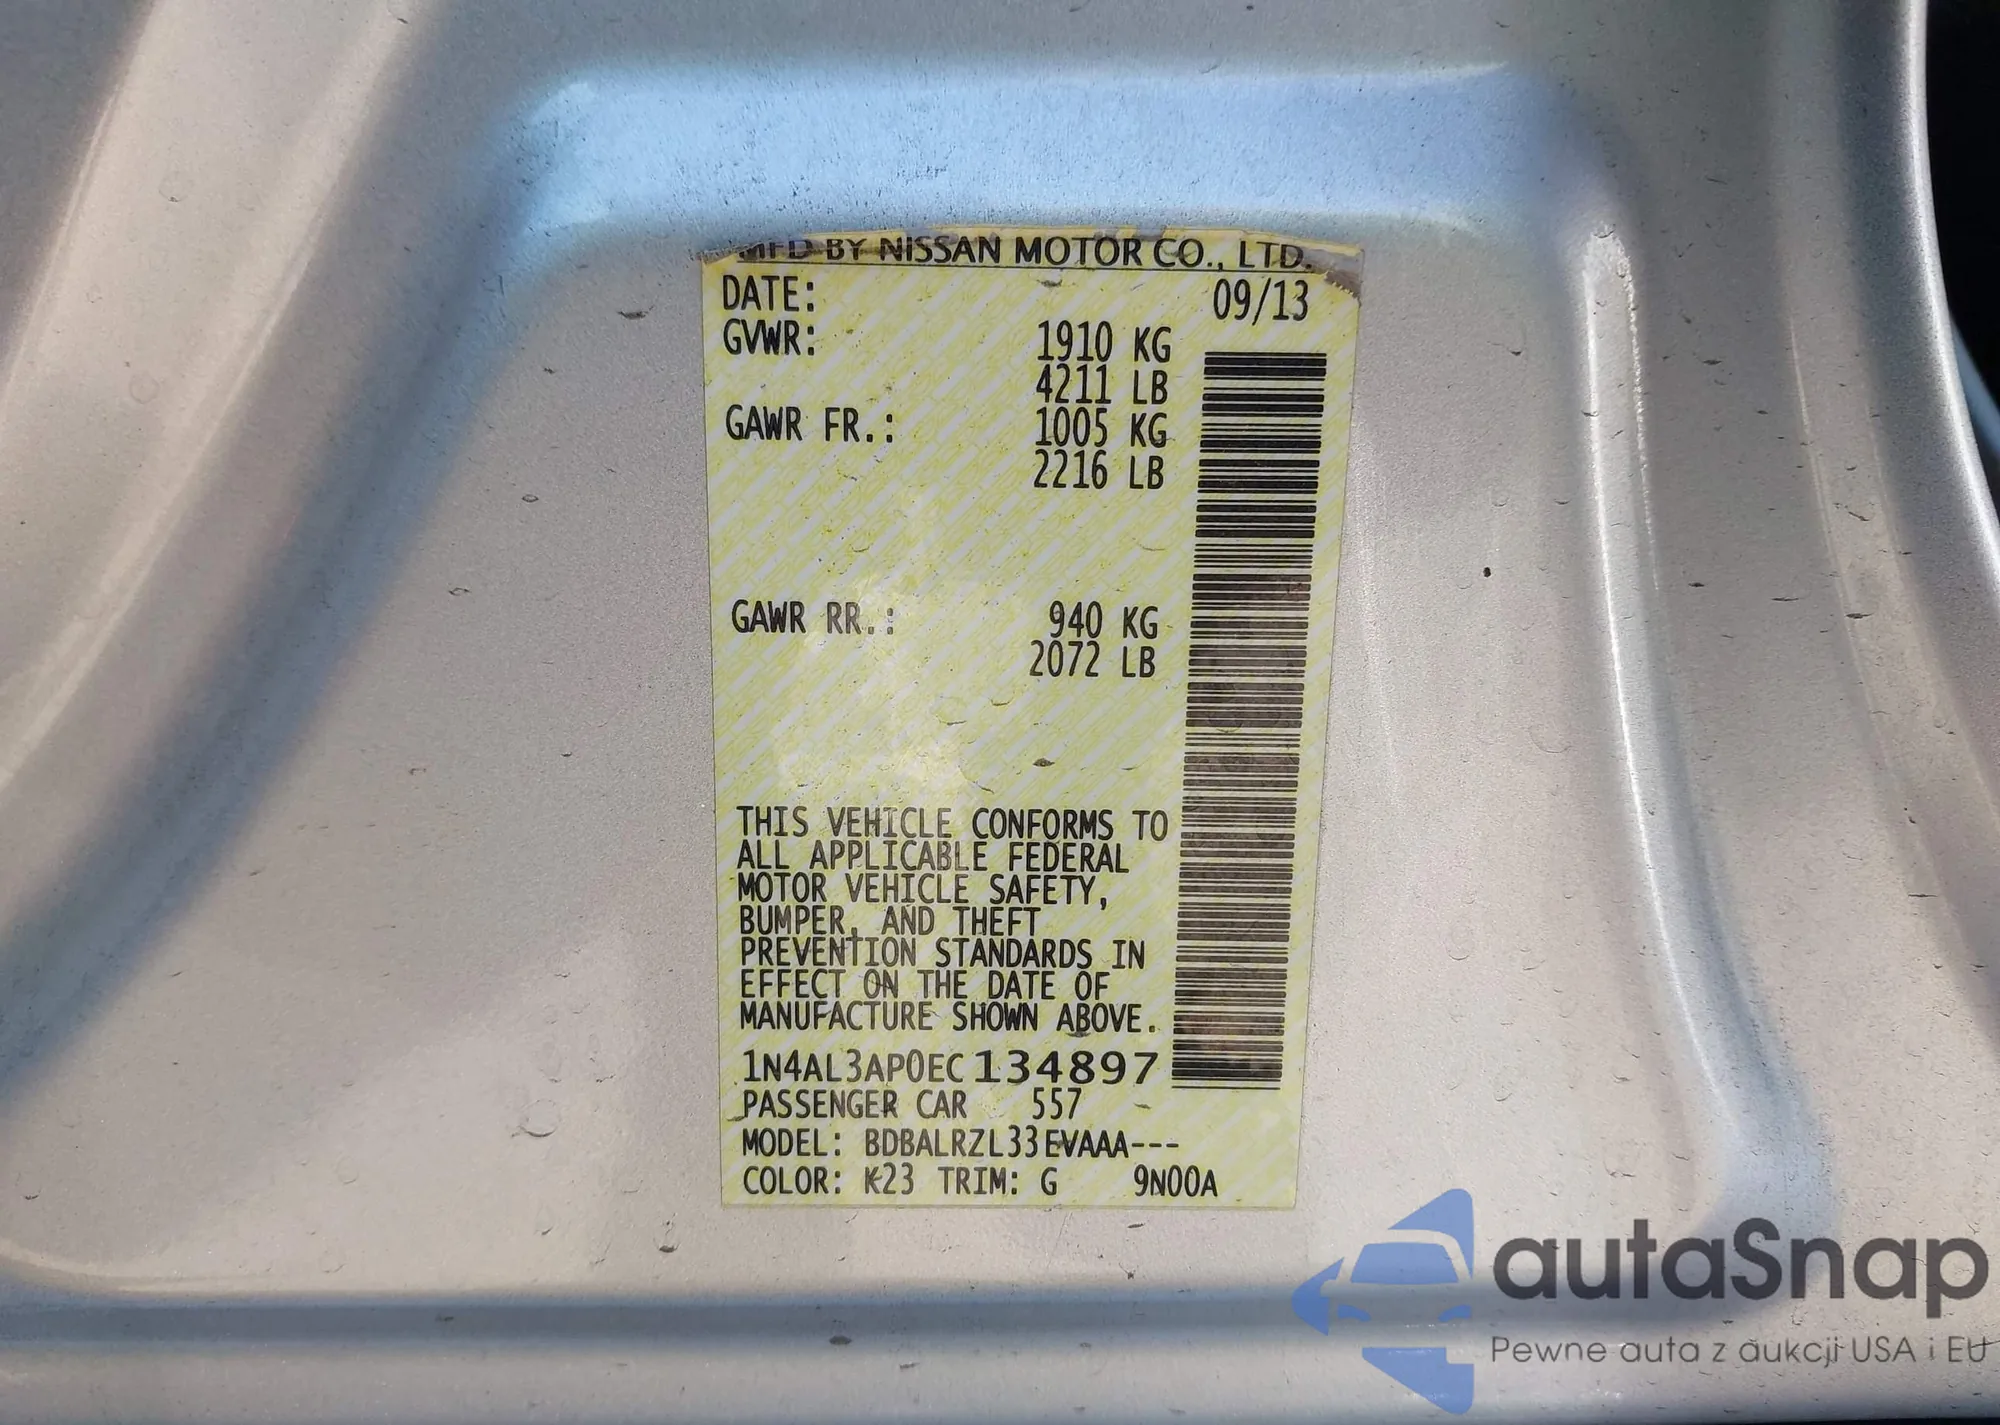 MFD BY NISSAN MOTOR CO., LTD.
DATE: 09/13
GVWR: 1910 KG
4211 LB
GAWR FR.: 1005 KG
2216 LB
GAWR RR.: 940 KG
2072 LB
THIS VEHICLE CONFORMS TO
ALL APPLICABLE FEDERAL
MOTOR VEHICLE SAFETY,
BUMPER, AND THEFT
PREVENTION STANDARDS IN
EFFECT ON THE DATE OF
MANUFACTURE SHOWN ABOVE.
1N4AL3AP0EC134897
PASSENGER CAR 557
MODEL: BDBALRZL33EVAAA---
COLOR: K23 TRIM: G 9N00A
autaSnap
Pewne auta z aukcji USA i EU